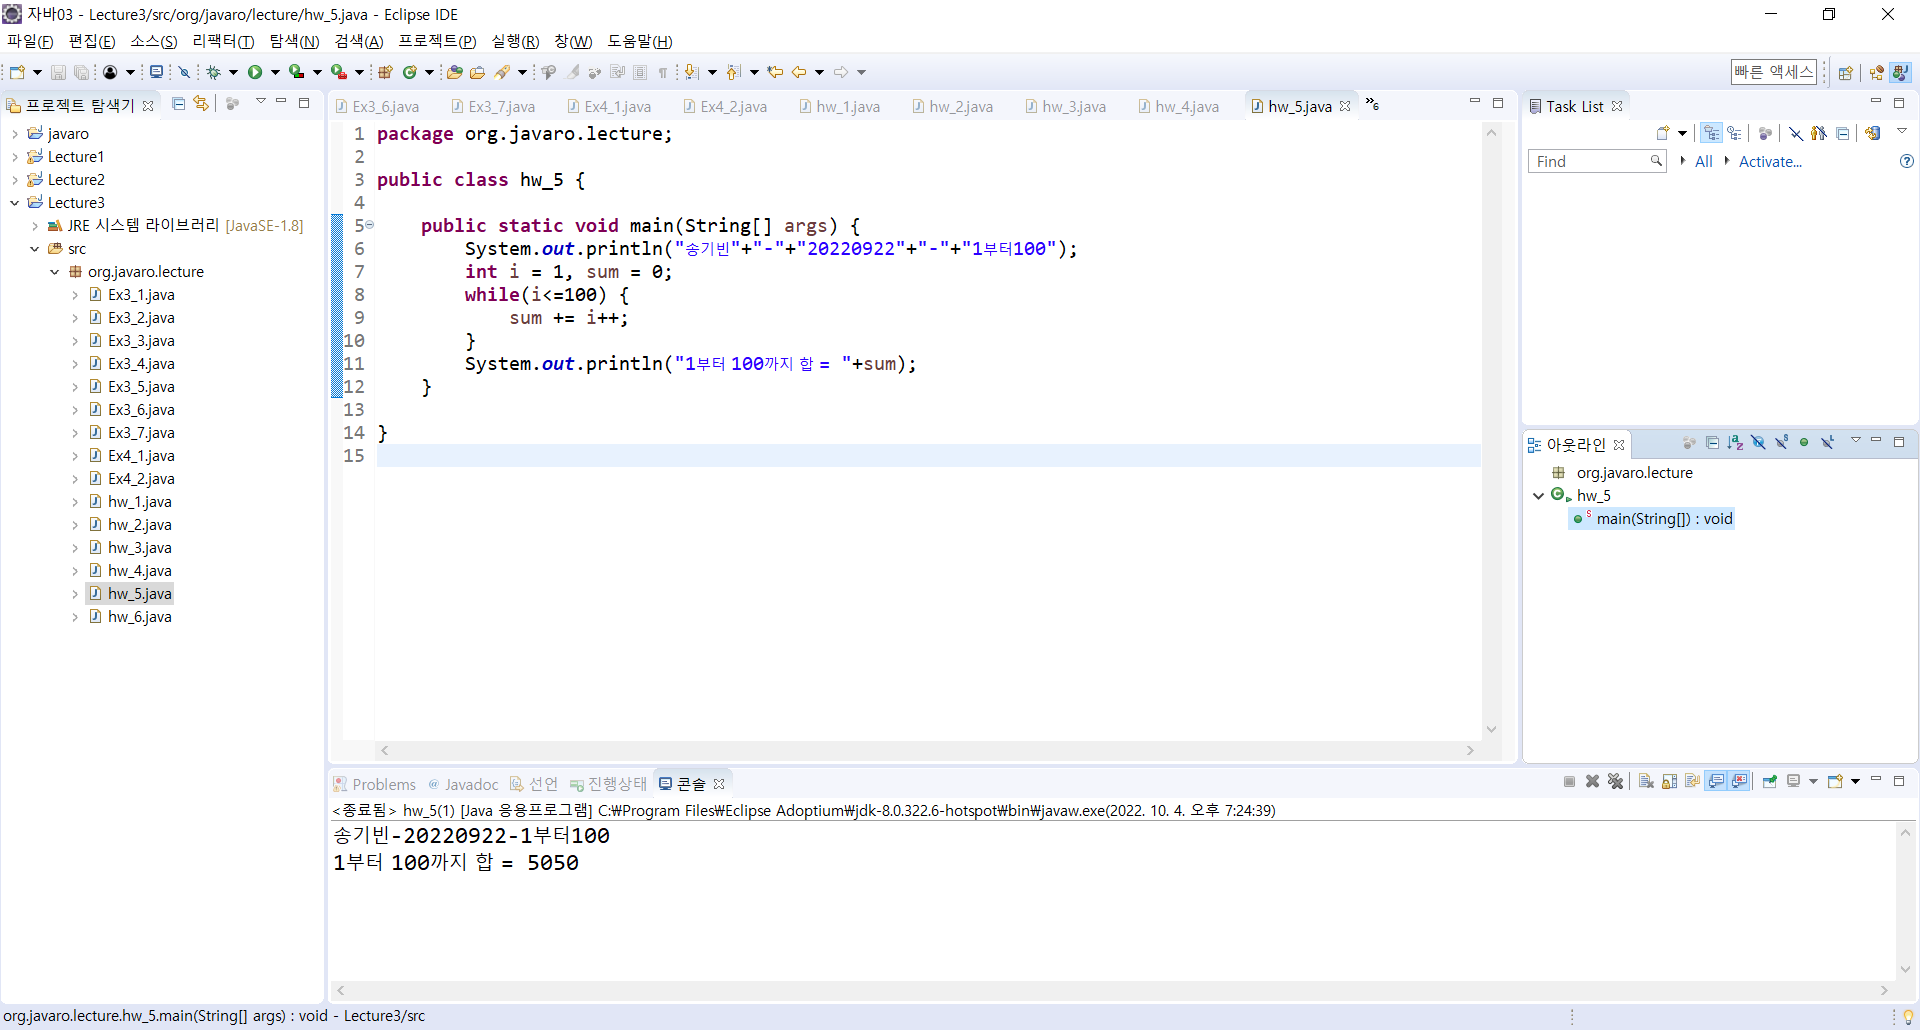 자바03 - Lecture3/src/org/javaro/lecture/hw_5.java - Eclipse IDE
파일(F) 편집(E) 소스(S) 리팩터(T) 탐색(N) 검색(A) 프로젝트(P) 실행(R) 창(W) 도움말(H)
빠른 액세스
프로젝트 탐색기
javaro
Lecture1
Lecture2
Lecture3
JRE 시스템 라이브러리 [JavaSE-1.8]
src
org.javaro.lecture
Ex3_1.java
Ex3_2.java
Ex3_3.java
Ex3_4.java
Ex3_5.java
Ex3_6.java
Ex3_7.java
Ex4_1.java
Ex4_2.java
hw_1.java
hw_2.java
hw_3.java
hw_4.java
hw_5.java
hw_6.java
Ex3_6.java Ex3_7.java Ex4_1.java Ex4_2.java hw_1.java hw_2.java hw_3.java hw_4.java hw_5.java »6
1 package org.javaro.lecture;
2
3 public class hw_5 {
4
5 public static void main(String[] args) {
6 System.out.println("송기빈"+"-"+"20220922"+"-"+"1부터100");
7 int i = 1, sum = 0;
8 while(i<=100) {
9 sum += i++;
10 }
11 System.out.println("1부터 100까지 합 = "+sum);
12 }
13
14 }
15
Task List
Find All Activate...
아웃라인
org.javaro.lecture
hw_5
main(String[]) : void
Problems @ Javadoc 선언 진행상태 콘솔
<종료됨> hw_5(1) [Java 응용프로그램] C:₩Program Files₩Eclipse Adoptium₩jdk-8.0.322.6-hotspot₩bin₩javaw.exe(2022. 10. 4. 오후 7:24:39)
송기빈-20220922-1부터100
1부터 100까지 합 = 5050
org.javaro.lecture.hw_5.main(String[] args) : void - Lecture3/src